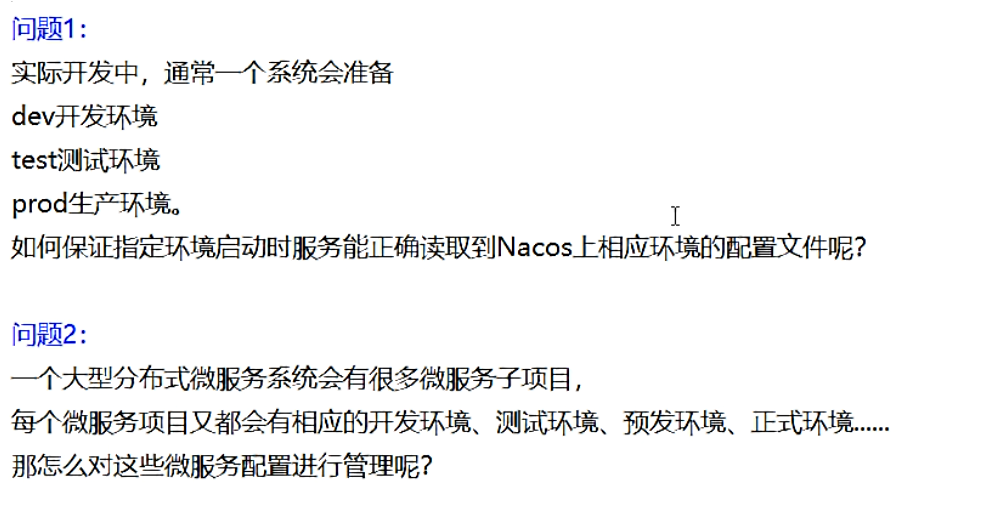 问题1：
实际开发中，通常一个系统会准备
dev开发环境
test测试环境
prod生产环境。
如何保证指定环境启动时服务能正确读取到Nacos上相应环境的配置文件呢？
问题2：
一个大型分布式微服务系统会有很多微服务子项目，
每个微服务项目又都会有相应的开发环境、测试环境、预发环境、正式环境......
那怎么对这些微服务配置进行管理呢？